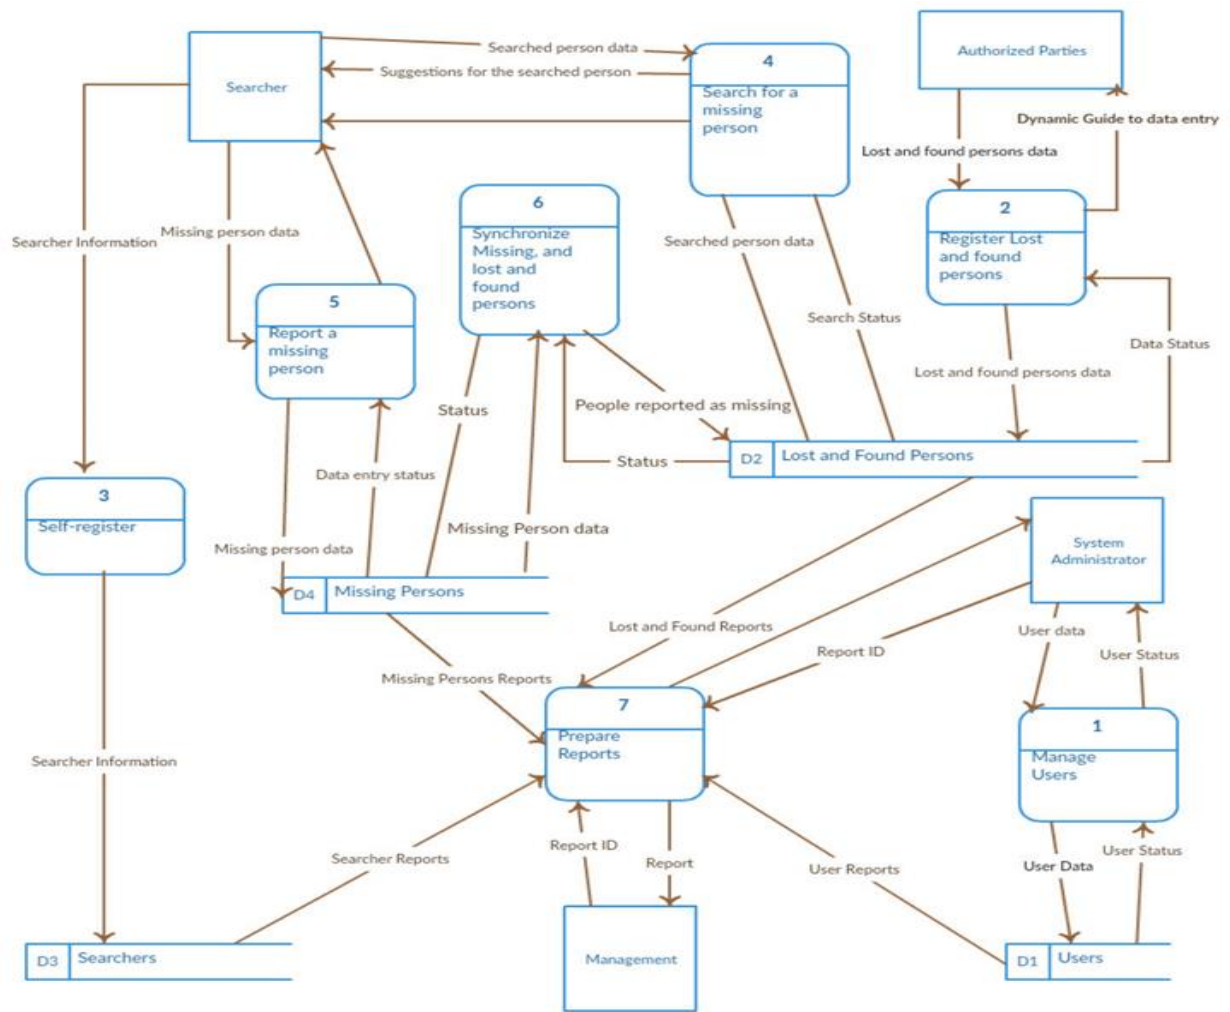 Authorized Parties
Searched person data
4
Suggestions for the searched person
Searcher
Search for a
missing
person
Dynamic Guide to data entry
Lost and found persons data
6
2
Searcher Information
Missing person data
Synchronize
Missing, and
lost and
found
persons
Searched person data
Register Lost
and found
persons
5
Report a
missing
person
Search Status
Data Status
Lost and found persons data
Status
People reported as missing
Data entry status
Status
D2
Lost and Found Persons
3
Self-register
Missing Person data
Missing person data
System
Administrator
D4
Missing Persons
Lost and Found Reports
User data
Report ID
User Status
Missing Persons Reports
7
Prepare
Reports
1
Manage
Users
Searcher Information
Searcher Reports
Report ID
Report
User Reports
User Data
User Status
D3
Searchers
Management
D1
Users